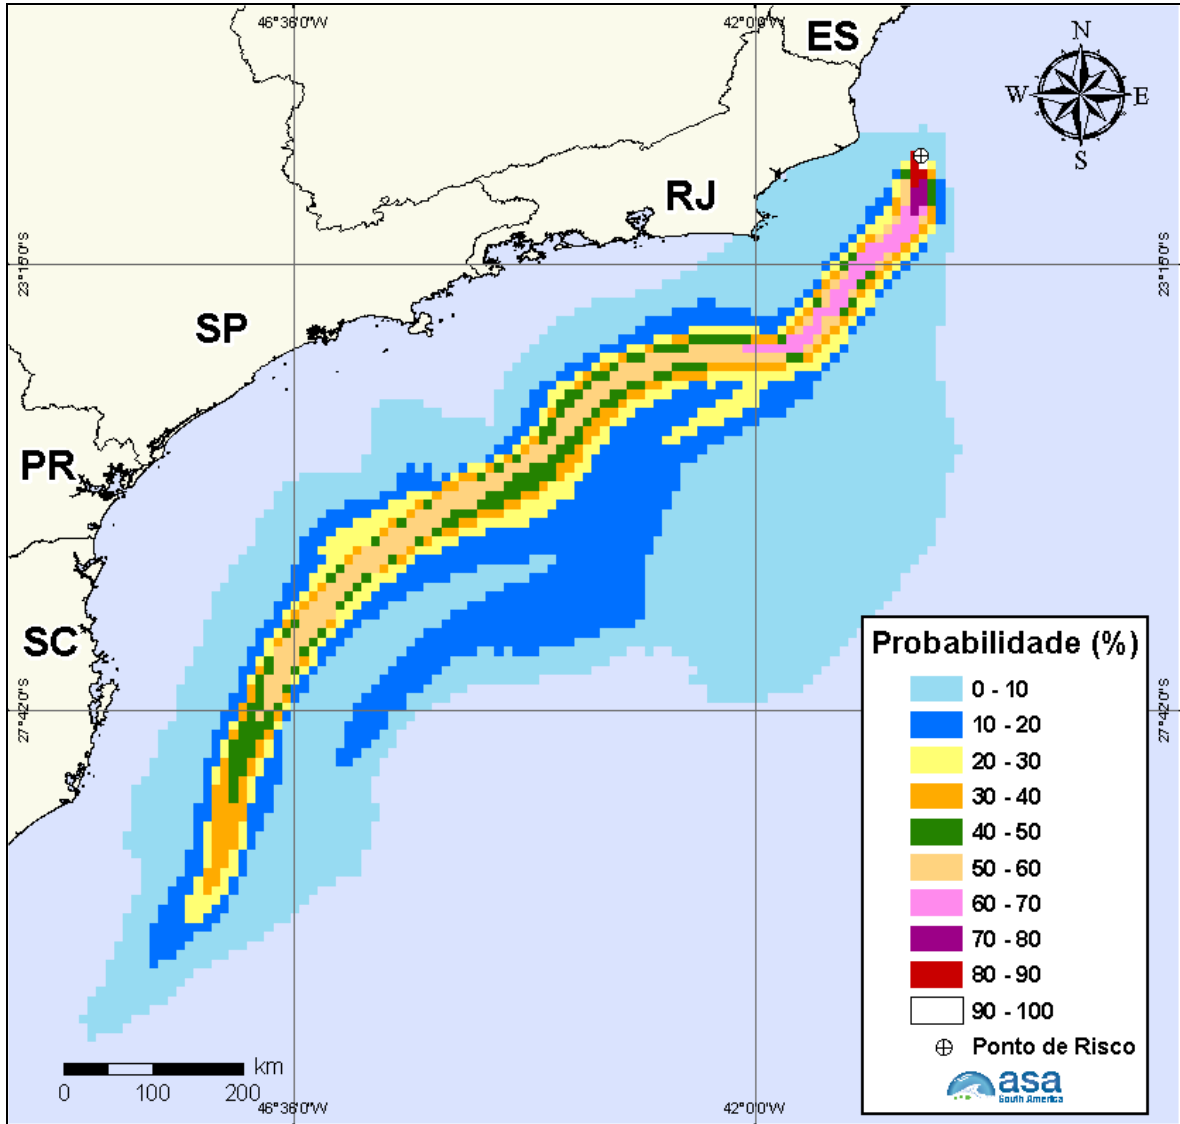 46°36'0"W
42°0'0"W
ES
N
W
E
S
RJ
23°15'0"S
23°15'0"S
SP
PR
SC
27°42'0"S
27°42'0"S
Probabilidade (%)
0 - 10
10 - 20
20 - 30
30 - 40
40 - 50
50 - 60
60 - 70
70 - 80
80 - 90
90 - 100
Ponto de Risco
asa
South America
km
0 100 200
46°36'0"W
42°0'0"W